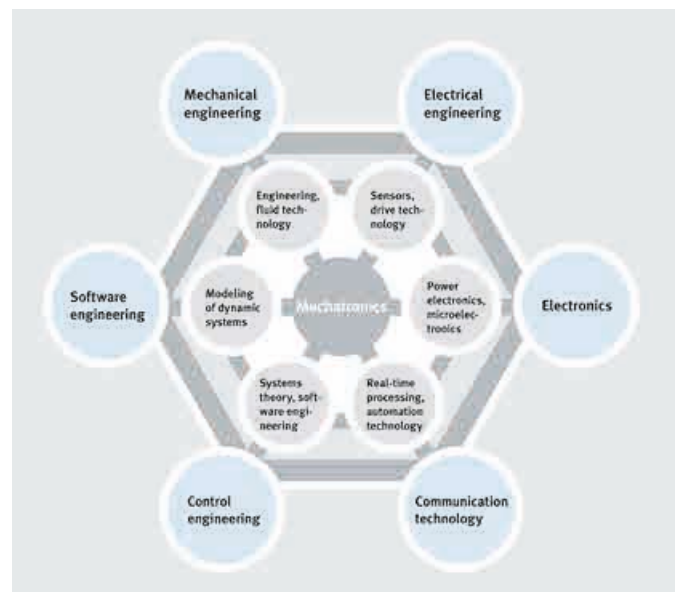 Mechanical
engineering
Electrical
engineering
Engineering,
fluid tech-
nology
Sensors,
drive tech-
nology
Software
engineering
Modeling
of dynamic
systems
Mechatronics
Power
electronics,
microelec-
tronics
Electronics
Systems
theory, soft-
ware engi-
neering
Real-time
processing,
automation
technology
Control
engineering
Communication
technology